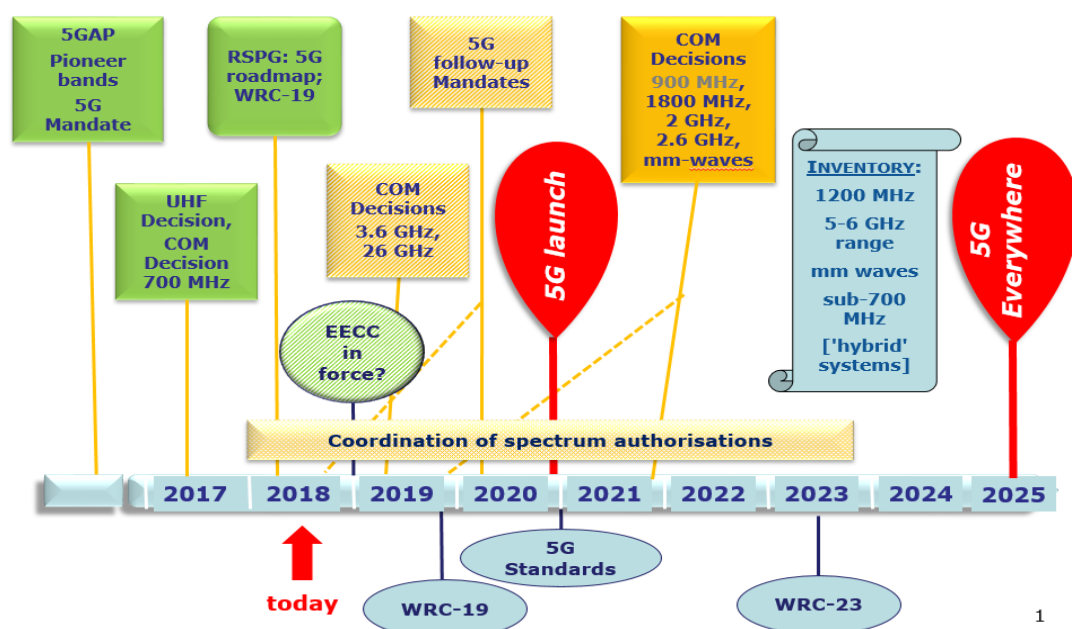 5GAP
Pioneer
bands
5G
Mandate
RSPG: 5G
roadmap;
WRC-19
5G
follow-up
Mandates
COM
Decisions
900 MHz,
1800 MHz,
2 GHz,
2.6 GHz,
mm-waves
UHF
Decision,
COM
Decision
700 MHz
COM
Decisions
3.6 GHz,
26 GHz
5G launch
INVENTORY:
1200 MHz
5-6 GHz
range
mm waves
sub-700
MHz
['hybrid'
systems]
5G
Everywhere
EECC
in
force?
Coordination of spectrum authorisations
2017
2018
2019
2020
2021
2022
2023
2024
2025
today
WRC-19
5G
Standards
WRC-23
1